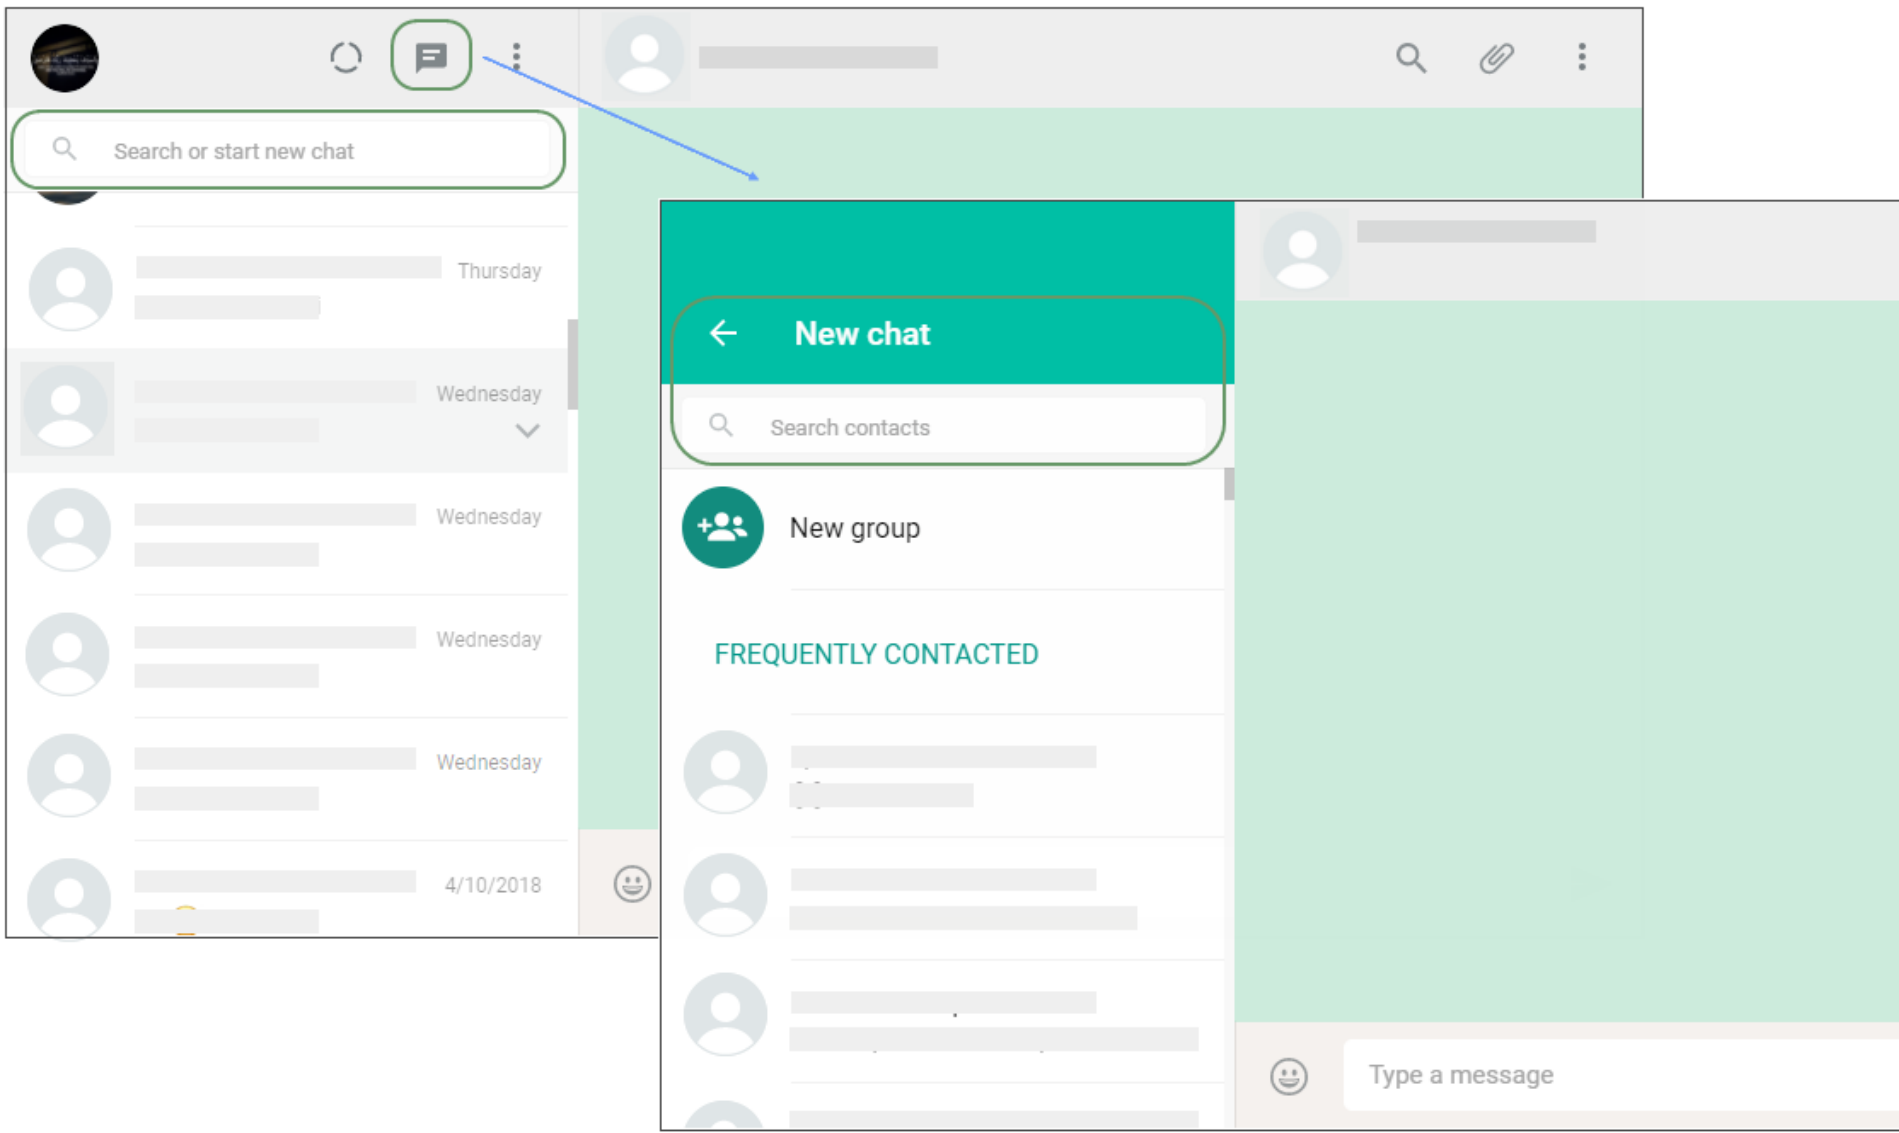 Search or start new chat
Thursday
Wednesday
Wednesday
Wednesday
Wednesday
4/10/2018
New chat
Search contacts
New group
FREQUENTLY CONTACTED
Type a message